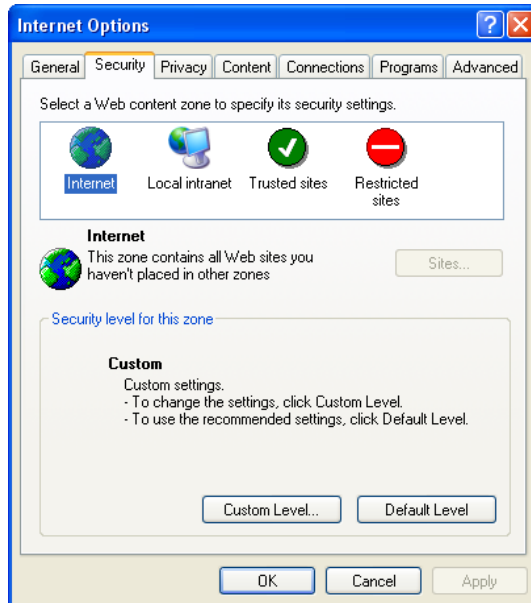 Internet Options
?
X
General Security Privacy Content Connections Programs Advanced
Select a Web content zone to specify its security settings.
Internet Local intranet Trusted sites Restricted
sites
Internet
This zone contains all Web sites you
haven't placed in other zones
Sites...
Security level for this zone
Custom
Custom settings.
- To change the settings, click Custom Level.
- To use the recommended settings, click Default Level.
Custom Level... Default Level
OK Cancel Apply